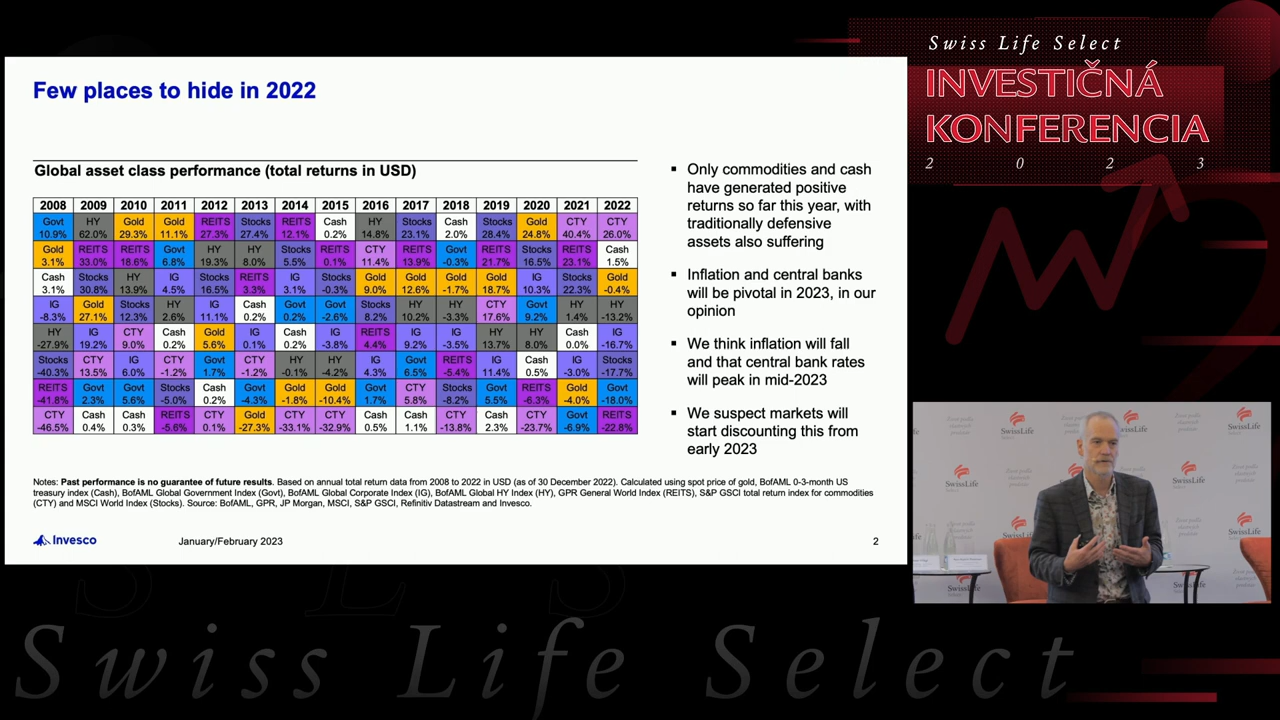 Swiss Life Select
INVESTIČNÁ
KONFERENCIA
2 0 2 3
Few places to hide in 2022
Global asset class performance (total returns in USD)
2008 2009 2010 2011 2012 2013 2014 2015 2016 2017 2018 2019 2020 2021 2022
Govt HY Gold Gold REITS Stocks REITS Cash HY Stocks Cash Stocks Gold CTY CTY
10.9% 62.0% 29.3% 11.1% 27.3% 27.4% 12.1% 0.2% 14.8% 23.1% 2.0% 28.4% 24.8% 40.4% 26.0%
Gold REITS REITS Govt HY HY Stocks REITS CTY REITS Govt REITS Stocks REITS Cash
3.1% 33.0% 18.6% 6.8% 19.3% 8.0% 5.5% 0.1% 11.4% 13.9% -0.3% 21.7% 16.5% 23.1% 1.5%
Cash Stocks HY IG Stocks REITS IG Stocks Gold Gold Gold Gold IG Stocks Gold
3.1% 30.8% 13.9% 4.5% 16.5% 3.3% 3.1% -0.3% 9.0% 12.6% -1.7% 18.7% 10.3% 22.3% -0.4%
IG Gold Stocks HY IG Cash Govt Govt Stocks HY HY CTY Govt HY HY
-8.3% 27.1% 12.3% 2.6% 11.1% 0.2% 0.2% -2.6% 8.2% 10.2% -3.3% 17.6% 9.2% 1.4% -13.2%
HY IG CTY Cash Gold IG Cash IG REITS IG IG HY HY Cash IG
-27.9% 19.2% 9.0% 0.2% 5.6% 0.1% 0.2% -3.8% 4.4% 9.2% -3.5% 13.7% 8.0% 0.0% -16.7%
Stocks CTY IG CTY Govt CTY HY HY IG Govt REITS IG Cash IG Stocks
-40.3% 13.5% 6.0% -1.2% 1.7% -1.2% -0.1% -4.2% 4.3% 6.5% -5.4% 11.4% 0.5% -3.0% -17.7%
REITS Govt Govt Stocks Cash Govt Gold Gold Govt CTY Stocks Govt REITS Gold Govt
-41.8% 2.3% 5.6% -5.0% 0.2% -4.3% -1.8% -10.4% 1.7% 5.8% -8.2% 5.5% -6.3% -4.0% -18.0%
CTY Cash Cash REITS CTY Gold CTY CTY Cash Cash CTY Cash CTY Govt REITS
-46.5% 0.4% 0.3% -5.6% 0.1% -27.3% -33.1% -32.9% 0.5% 1.1% -13.8% 2.3% -23.7% -6.9% -22.8%
▪ Only commodities and cash
have generated positive
returns so far this year, with
traditionally defensive
assets also suffering
▪ Inflation and central banks
will be pivotal in 2023, in our
opinion
▪ We think inflation will fall
and that central bank rates
will peak in mid-2023
▪ We suspect markets will
start discounting this from
early 2023
Notes: Past performance is no guarantee of future results. Based on annual total return data from 2008 to 2022 in USD (as of 30 December 2022). Calculated using spot price of gold, BofAML 0-3-month US
treasury index (Cash), BofAML Global Government Index (Govt), BofAML Global Corporate Index (IG), BofAML Global HY Index (HY), GPR General World Index (REITS), S&P GSCI total return index for commodities
(CTY) and MSCI World Index (Stocks). Source: BofAML, GPR, JP Morgan, MSCI, S&P GSCI, Refinitiv Datastream and Invesco.
Invesco
January/February 2023
2
SwissLife
SwissLife
SwissLife
SwissLife
Swiss Life Select